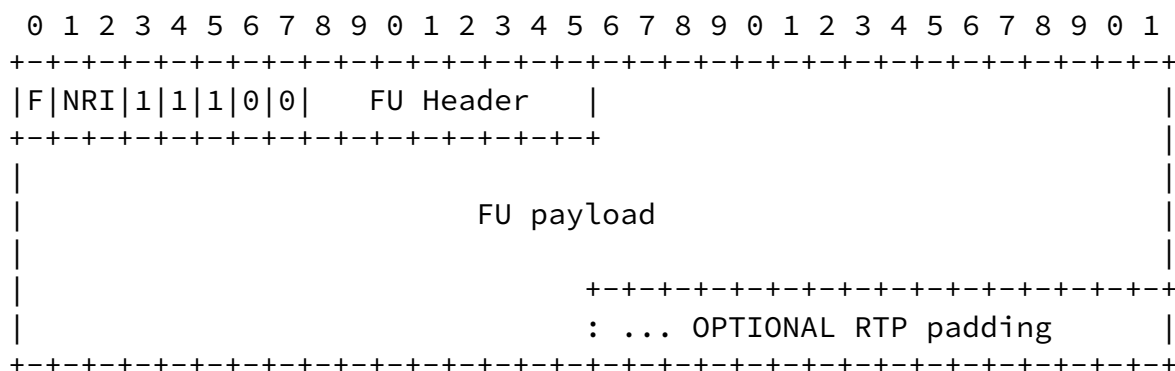 0 1 2 3 4 5 6 7 8 9 0 1 2 3 4 5 6 7 8 9 0 1 2 3 4 5 6 7 8 9 0 1
+-+-+-+-+-+-+-+-+-+-+-+-+-+-+-+-+-+-+-+-+-+-+-+-+-+-+-+-+-+-+-+-+
|F|NRI|1|1|1|0|0|   FU Header   |                               |
+-+-+-+-+-+-+-+-+-+-+-+-+-+-+-+-+                               |
|                                                               |
|                         FU payload                            |
|                                                               |
|                               +-+-+-+-+-+-+-+-+-+-+-+-+-+-+-+-+
|                               : ... OPTIONAL RTP padding      |
+-+-+-+-+-+-+-+-+-+-+-+-+-+-+-+-+-+-+-+-+-+-+-+-+-+-+-+-+-+-+-+-+